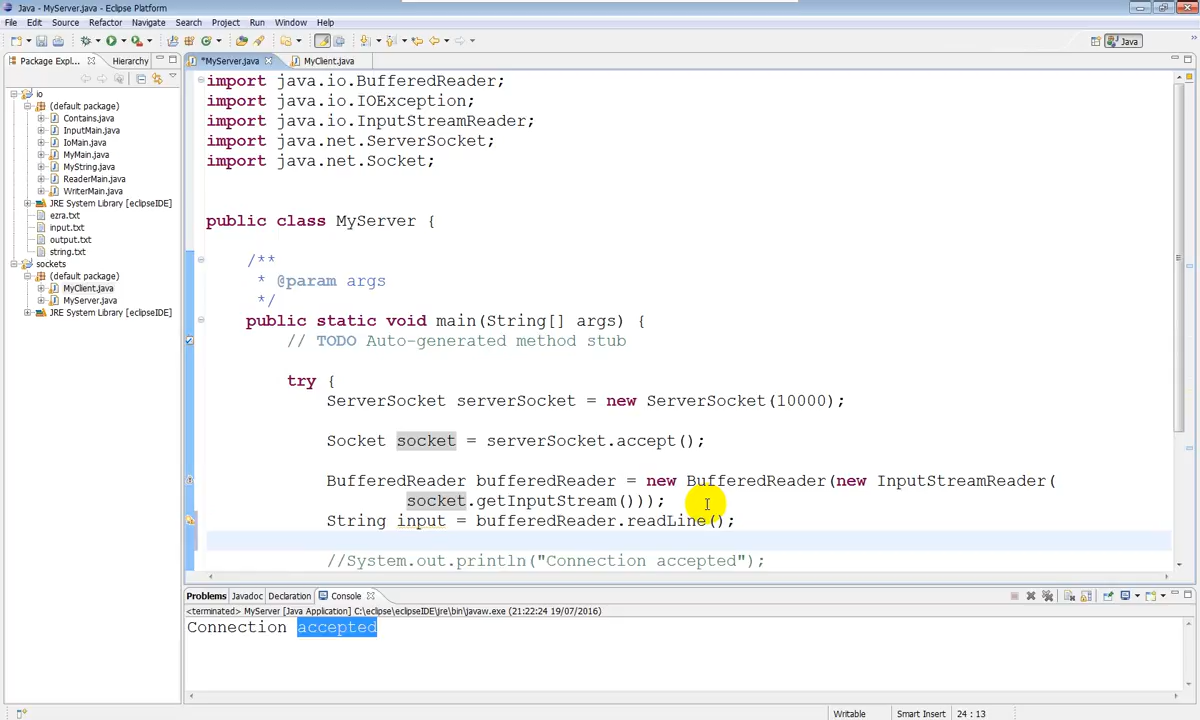 Java - MyServer.java - Eclipse Platform
File Edit Source Refactor Navigate Search Project Run Window Help
Java
Package Expl... Hierarchy
*MyServer.java MyClient.java
io
(default package)
Contains.java
InputMain.java
IoMain.java
MyMain.java
MyString.java
ReaderMain.java
WriterMain.java
JRE System Library [eclipseIDE]
ezra.txt
input.txt
output.txt
string.txt
sockets
(default package)
MyClient.java
MyServer.java
JRE System Library [eclipseIDE]
import java.io.BufferedReader;
import java.io.IOException;
import java.io.InputStreamReader;
import java.net.ServerSocket;
import java.net.Socket;
public class MyServer {
/**
* @param args
*/
public static void main(String[] args) {
// TODO Auto-generated method stub
try {
ServerSocket serverSocket = new ServerSocket(10000);
Socket socket = serverSocket.accept();
BufferedReader bufferedReader = new BufferedReader(new InputStreamReader(
socket.getInputStream()));
String input = bufferedReader.readLine();
//System.out.println("Connection accepted");
Problems Javadoc Declaration Console
<terminated> MyServer [Java Application] C:\eclipse\eclipseIDE\jre\bin\javaw.exe (21:22:24 19/07/2016)
Connection accepted
Writable Smart Insert 24 : 13